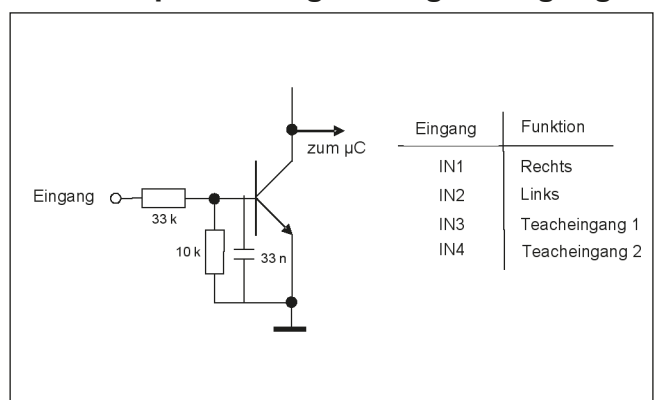 zum µC
Eingang
33 k
10 k
33 n
Eingang Funktion
IN1 Rechts
IN2 Links
IN3 Teacheingang 1
IN4 Teacheingang 2